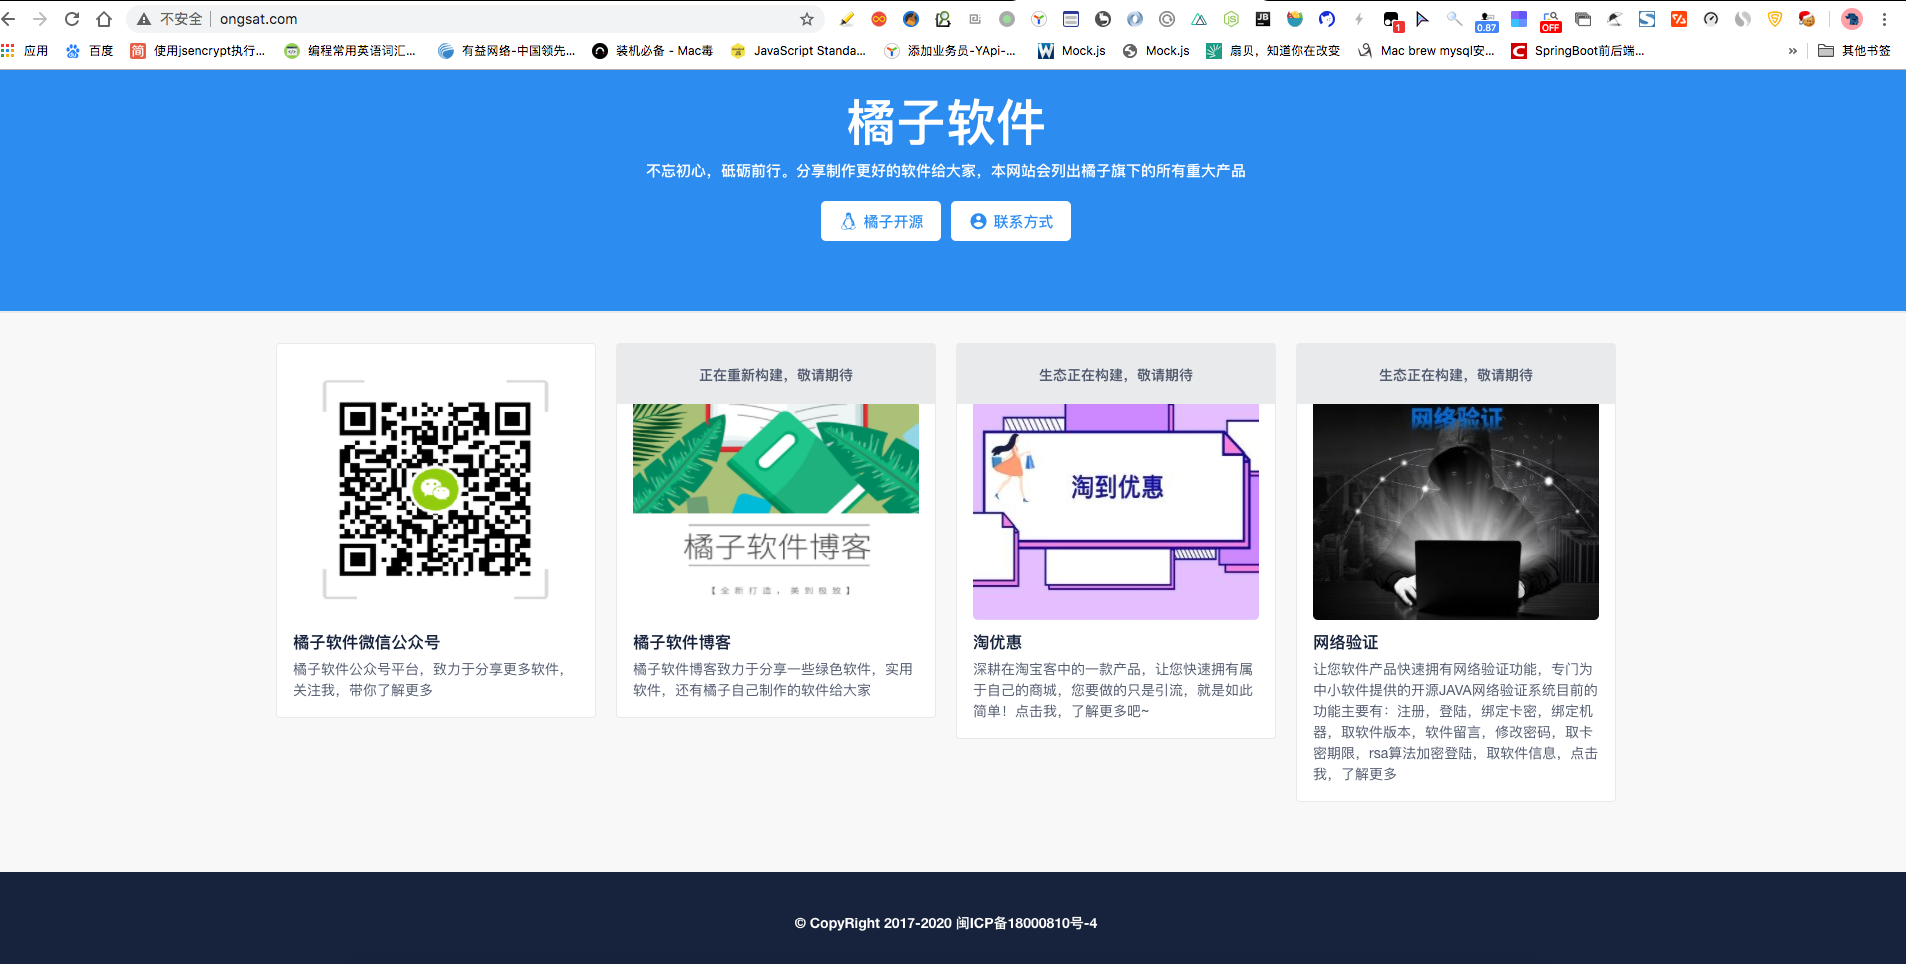 不安全 ongsat.com
1
0.87
OFF
JB
应用 百度 使用jsencrypt执行... 编程常用英语词汇... 有益网络-中国领先... 装机必备 - Mac毒 JavaScript Standa... 添加业务员-YApi-... Mock.js Mock.js 扇贝，知道你在改变 Mac brew mysql安... SpringBoot前后端... » 其他书签
橘子软件
不忘初心，砥砺前行。分享制作更好的软件给大家，本网站会列出橘子旗下的所有重大产品
橘子开源 联系方式
橘子软件微信公众号
橘子软件公众号平台，致力于分享更多软件，
关注我，带你了解更多
正在重新构建，敬请期待
橘子软件博客
【全新打造，美到极致】
橘子软件博客
橘子软件博客致力于分享一些绿色软件，实用
软件，还有橘子自己制作的软件给大家
生态正在构建，敬请期待
淘到优惠
淘优惠
深耕在淘宝客中的一款产品，让您快速拥有属
于自己的商城，您要做的只是引流，就是如此
简单！点击我，了解更多吧~
生态正在构建，敬请期待
网络验证
网络验证
让您软件产品快速拥有网络验证功能，专门为
中小软件提供的开源JAVA网络验证系统目前的
功能主要有：注册，登陆，绑定卡密，绑定机
器，取软件版本，软件留言，修改密码，取卡
密期限，rsa算法加密登陆，取软件信息，点击
我，了解更多
© CopyRight 2017-2020 闽ICP备18000810号-4